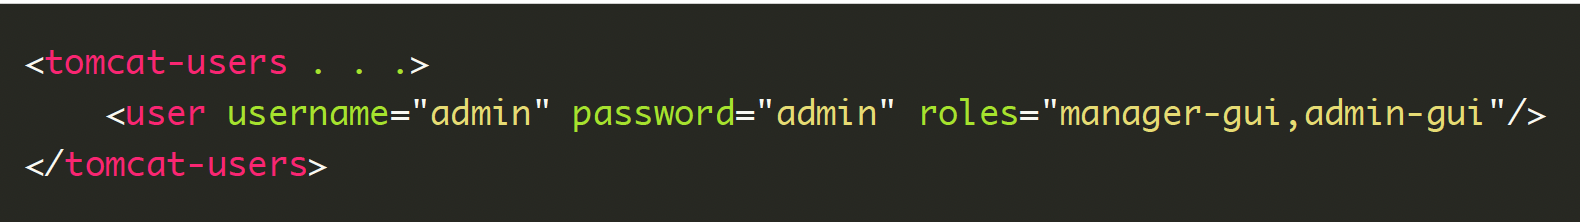 <tomcat-users . . .>
    <user username="admin" password="admin" roles="manager-gui,admin-gui"/>
</tomcat-users>